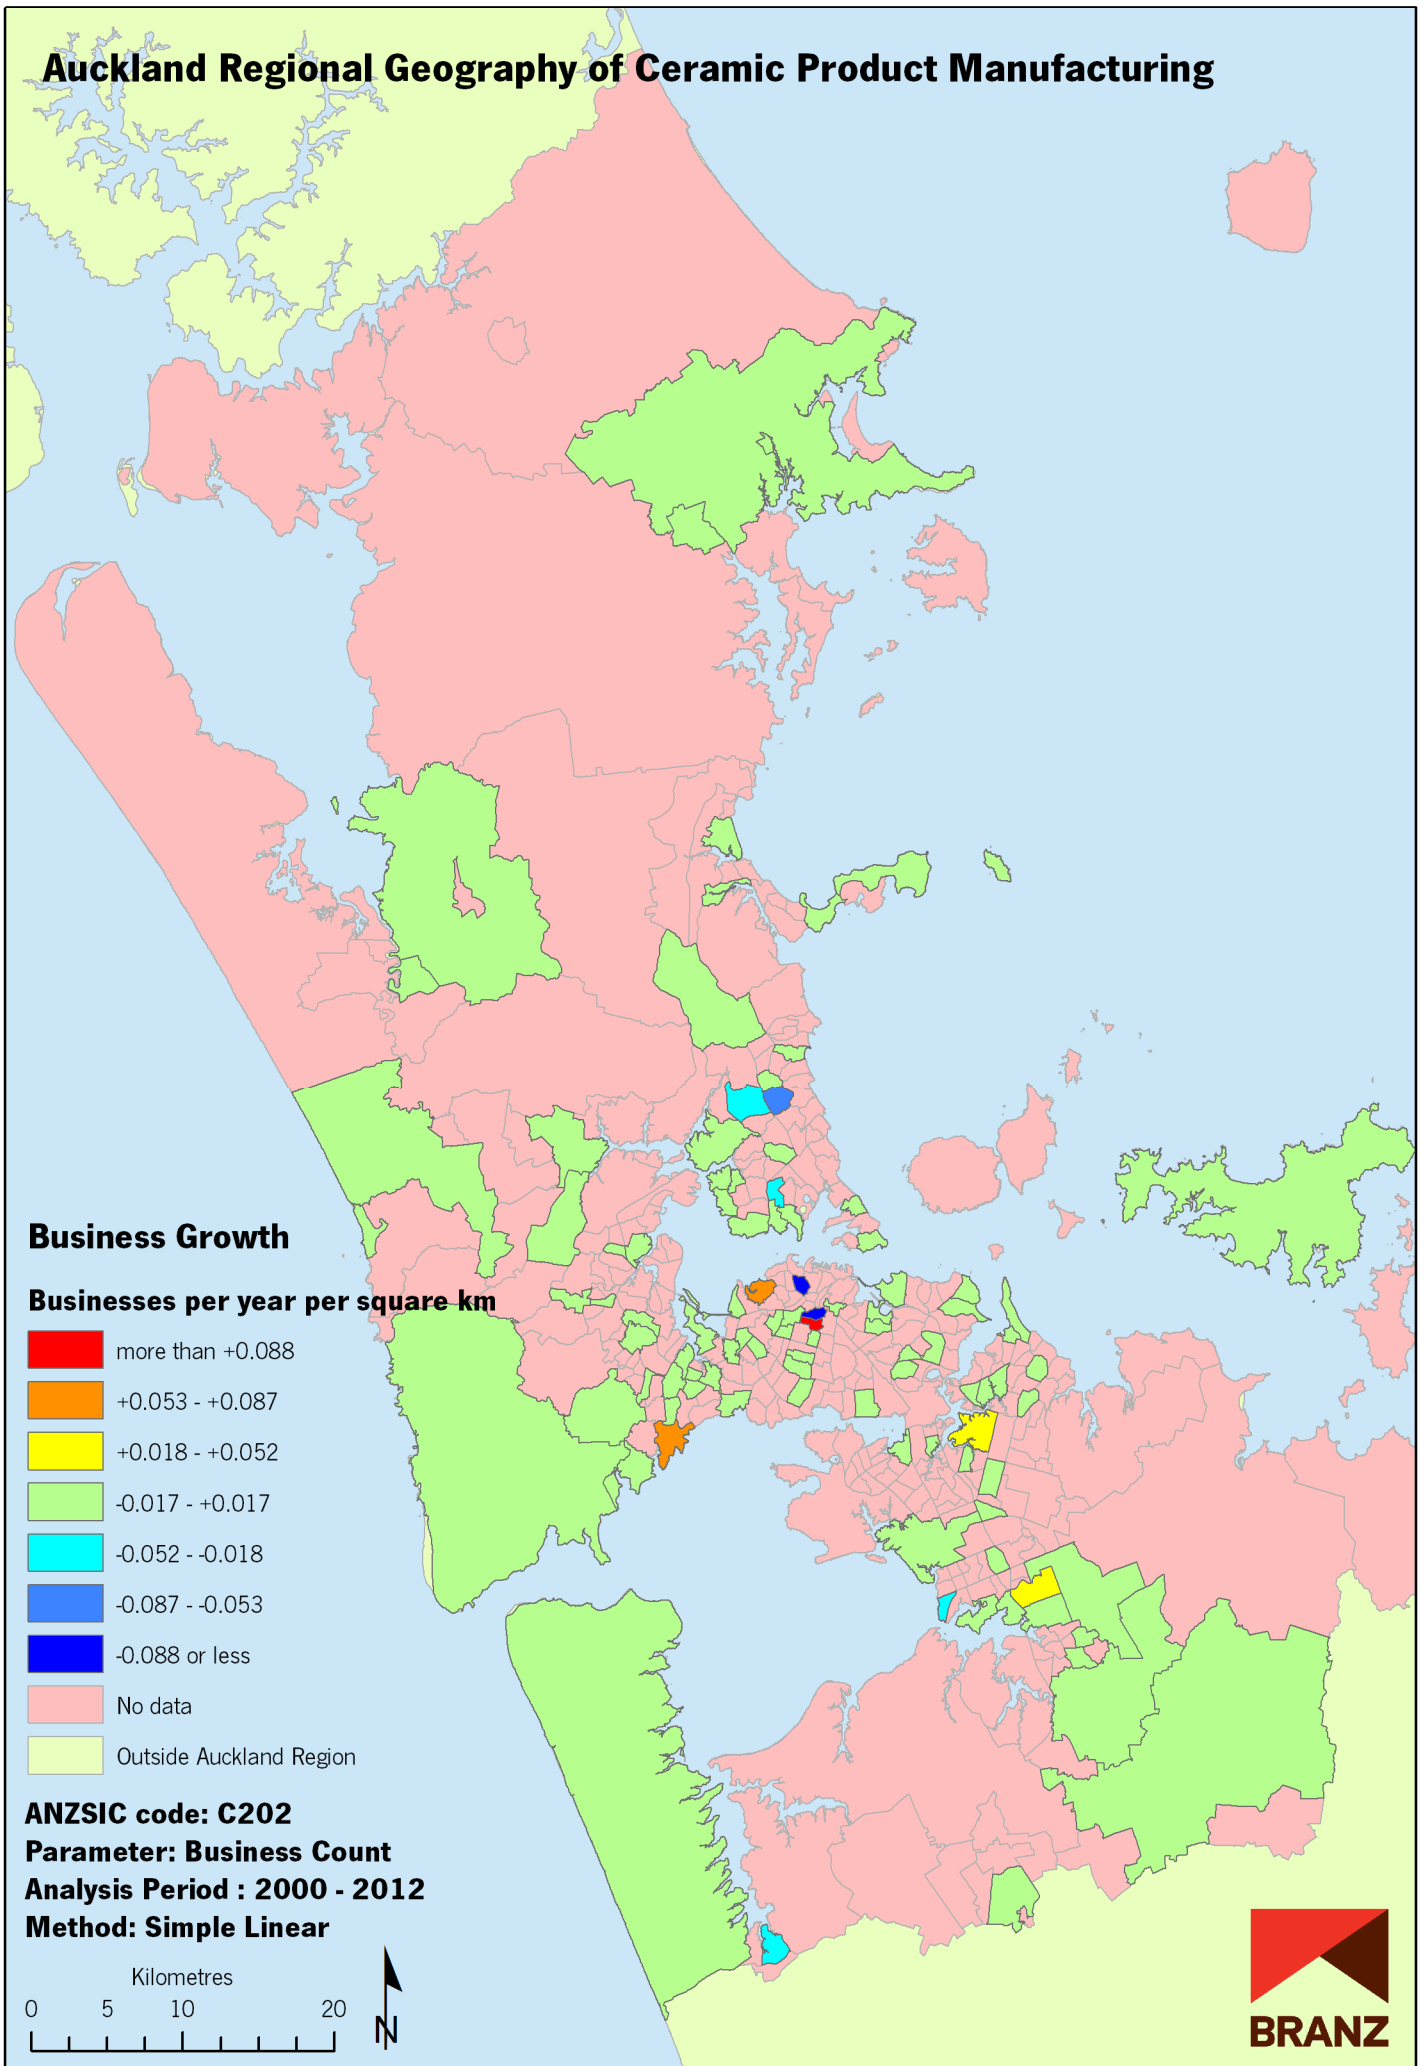 Auckland Regional Geography of Ceramic Product Manufacturing
Business Growth
Businesses per year per square km
more than +0.088
+0.053 - +0.087
+0.018 - +0.052
-0.017 - +0.017
-0.052 - -0.018
-0.087 - -0.053
-0.088 or less
No data
Outside Auckland Region
ANZSIC code: C202
Parameter: Business Count
Analysis Period : 2000 - 2012
Method: Simple Linear
Kilometres
0 5 10 20
N
BRANZ